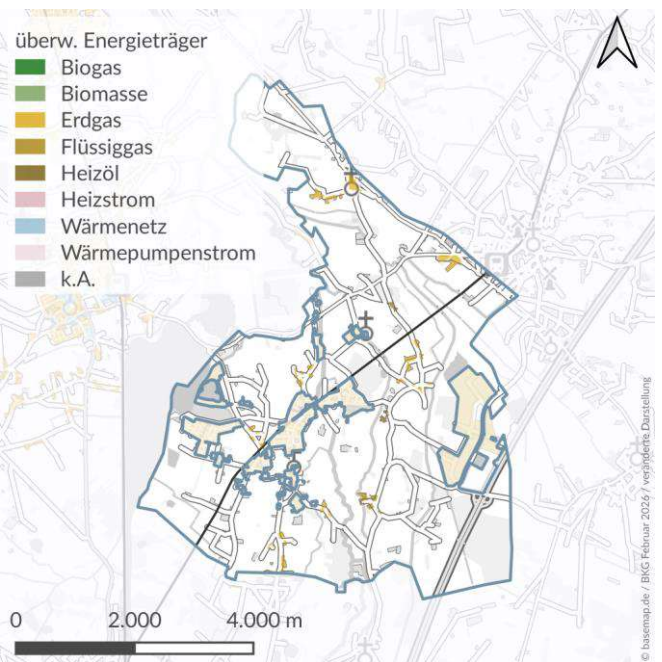 überw. Energieträger
Biogas
Biomasse
Erdgas
Flüssiggas
Heizöl
Heizstrom
Wärmenetz
Wärmepumpenstrom
k.A.
0 2.000 4.000 m
© basemap.de / BKG Februar 2026 / veränderte Darstellung